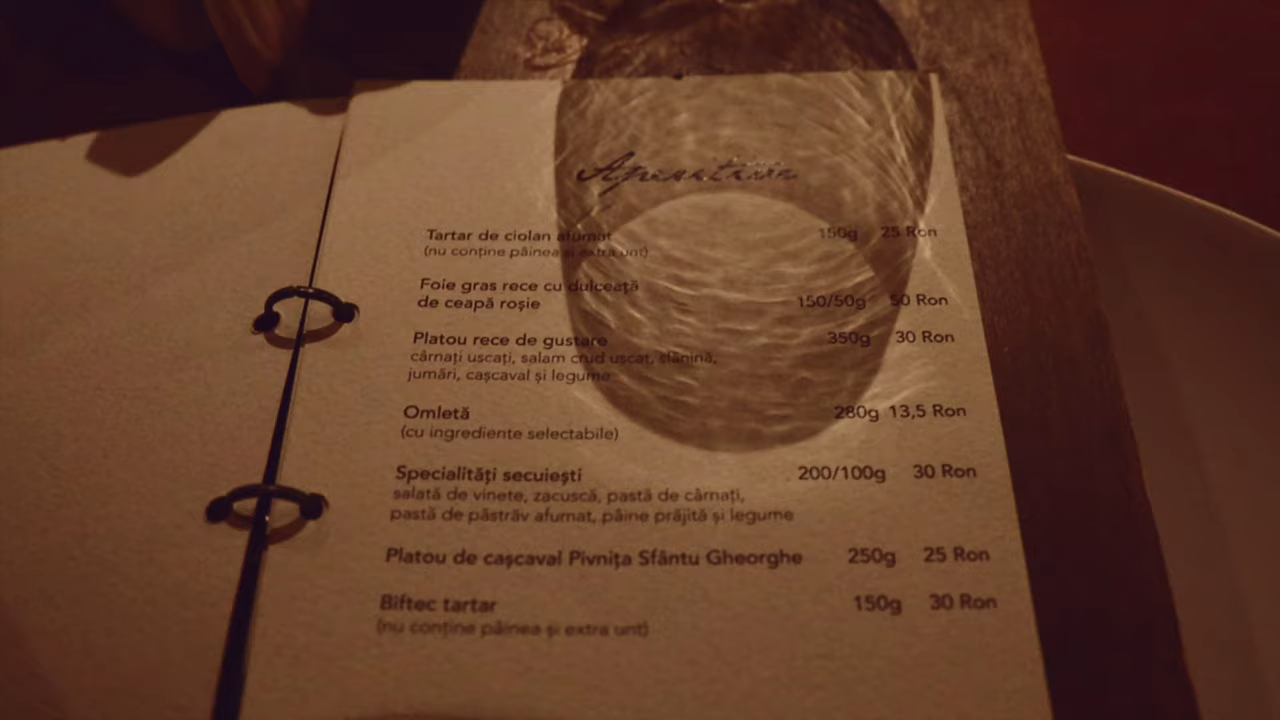 Aperitive
Tartar de ciolan afumat 150g 25 Ron
(nu conține pâinea și extra unt)
Foie gras rece cu dulceață
de ceapă roșie 150/50g 50 Ron
Platou rece de gustare 350g 30 Ron
cârnați uscați, salam crud uscat, slănină,
jumări, cașcaval și legume
Omletă 280g 13,5 Ron
(cu ingrediente selectabile)
Specialități secuiești 200/100g 30 Ron
salată de vinete, zacuscă, pastă de cârnați,
pastă de păstrăv afumat, pâine prăjită și legume
Platou de cașcaval Pivnița Sfântu Gheorghe 250g 25 Ron
Biftec tartar 150g 30 Ron
(nu conține pâinea și extra unt)